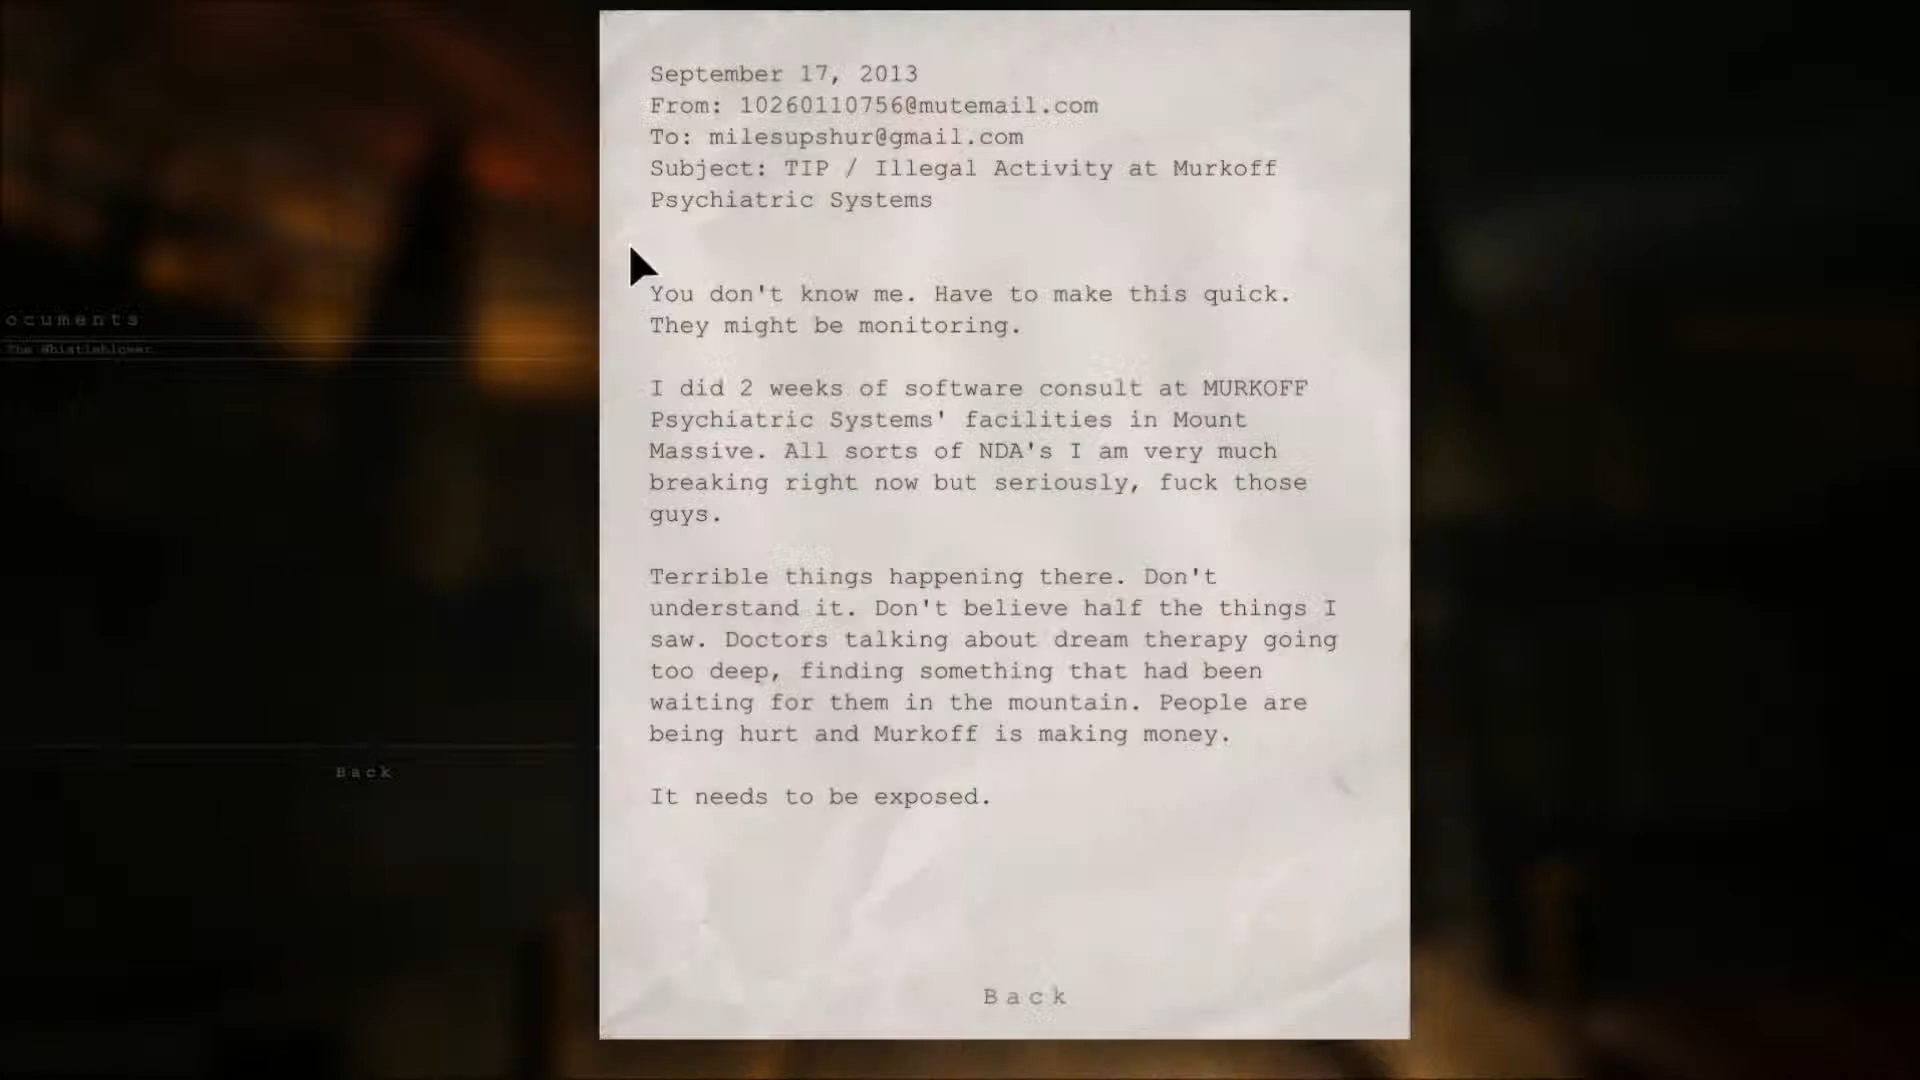 September 17, 2013
From: 10260110756@mutemail.com
To: milesupshur@gmail.com
Subject: TIP / Illegal Activity at Murkoff
Psychiatric Systems
You don't know me. Have to make this quick.
They might be monitoring.
I did 2 weeks of software consult at MURKOFF
Psychiatric Systems' facilities in Mount
Massive. All sorts of NDA's I am very much
breaking right now but seriously, fuck those
guys.
Terrible things happening there. Don't
understand it. Don't believe half the things I
saw. Doctors talking about dream therapy going
too deep, finding something that had been
waiting for them in the mountain. People are
being hurt and Murkoff is making money.
It needs to be exposed.
Back
ocuments
The Whistleblower
Back